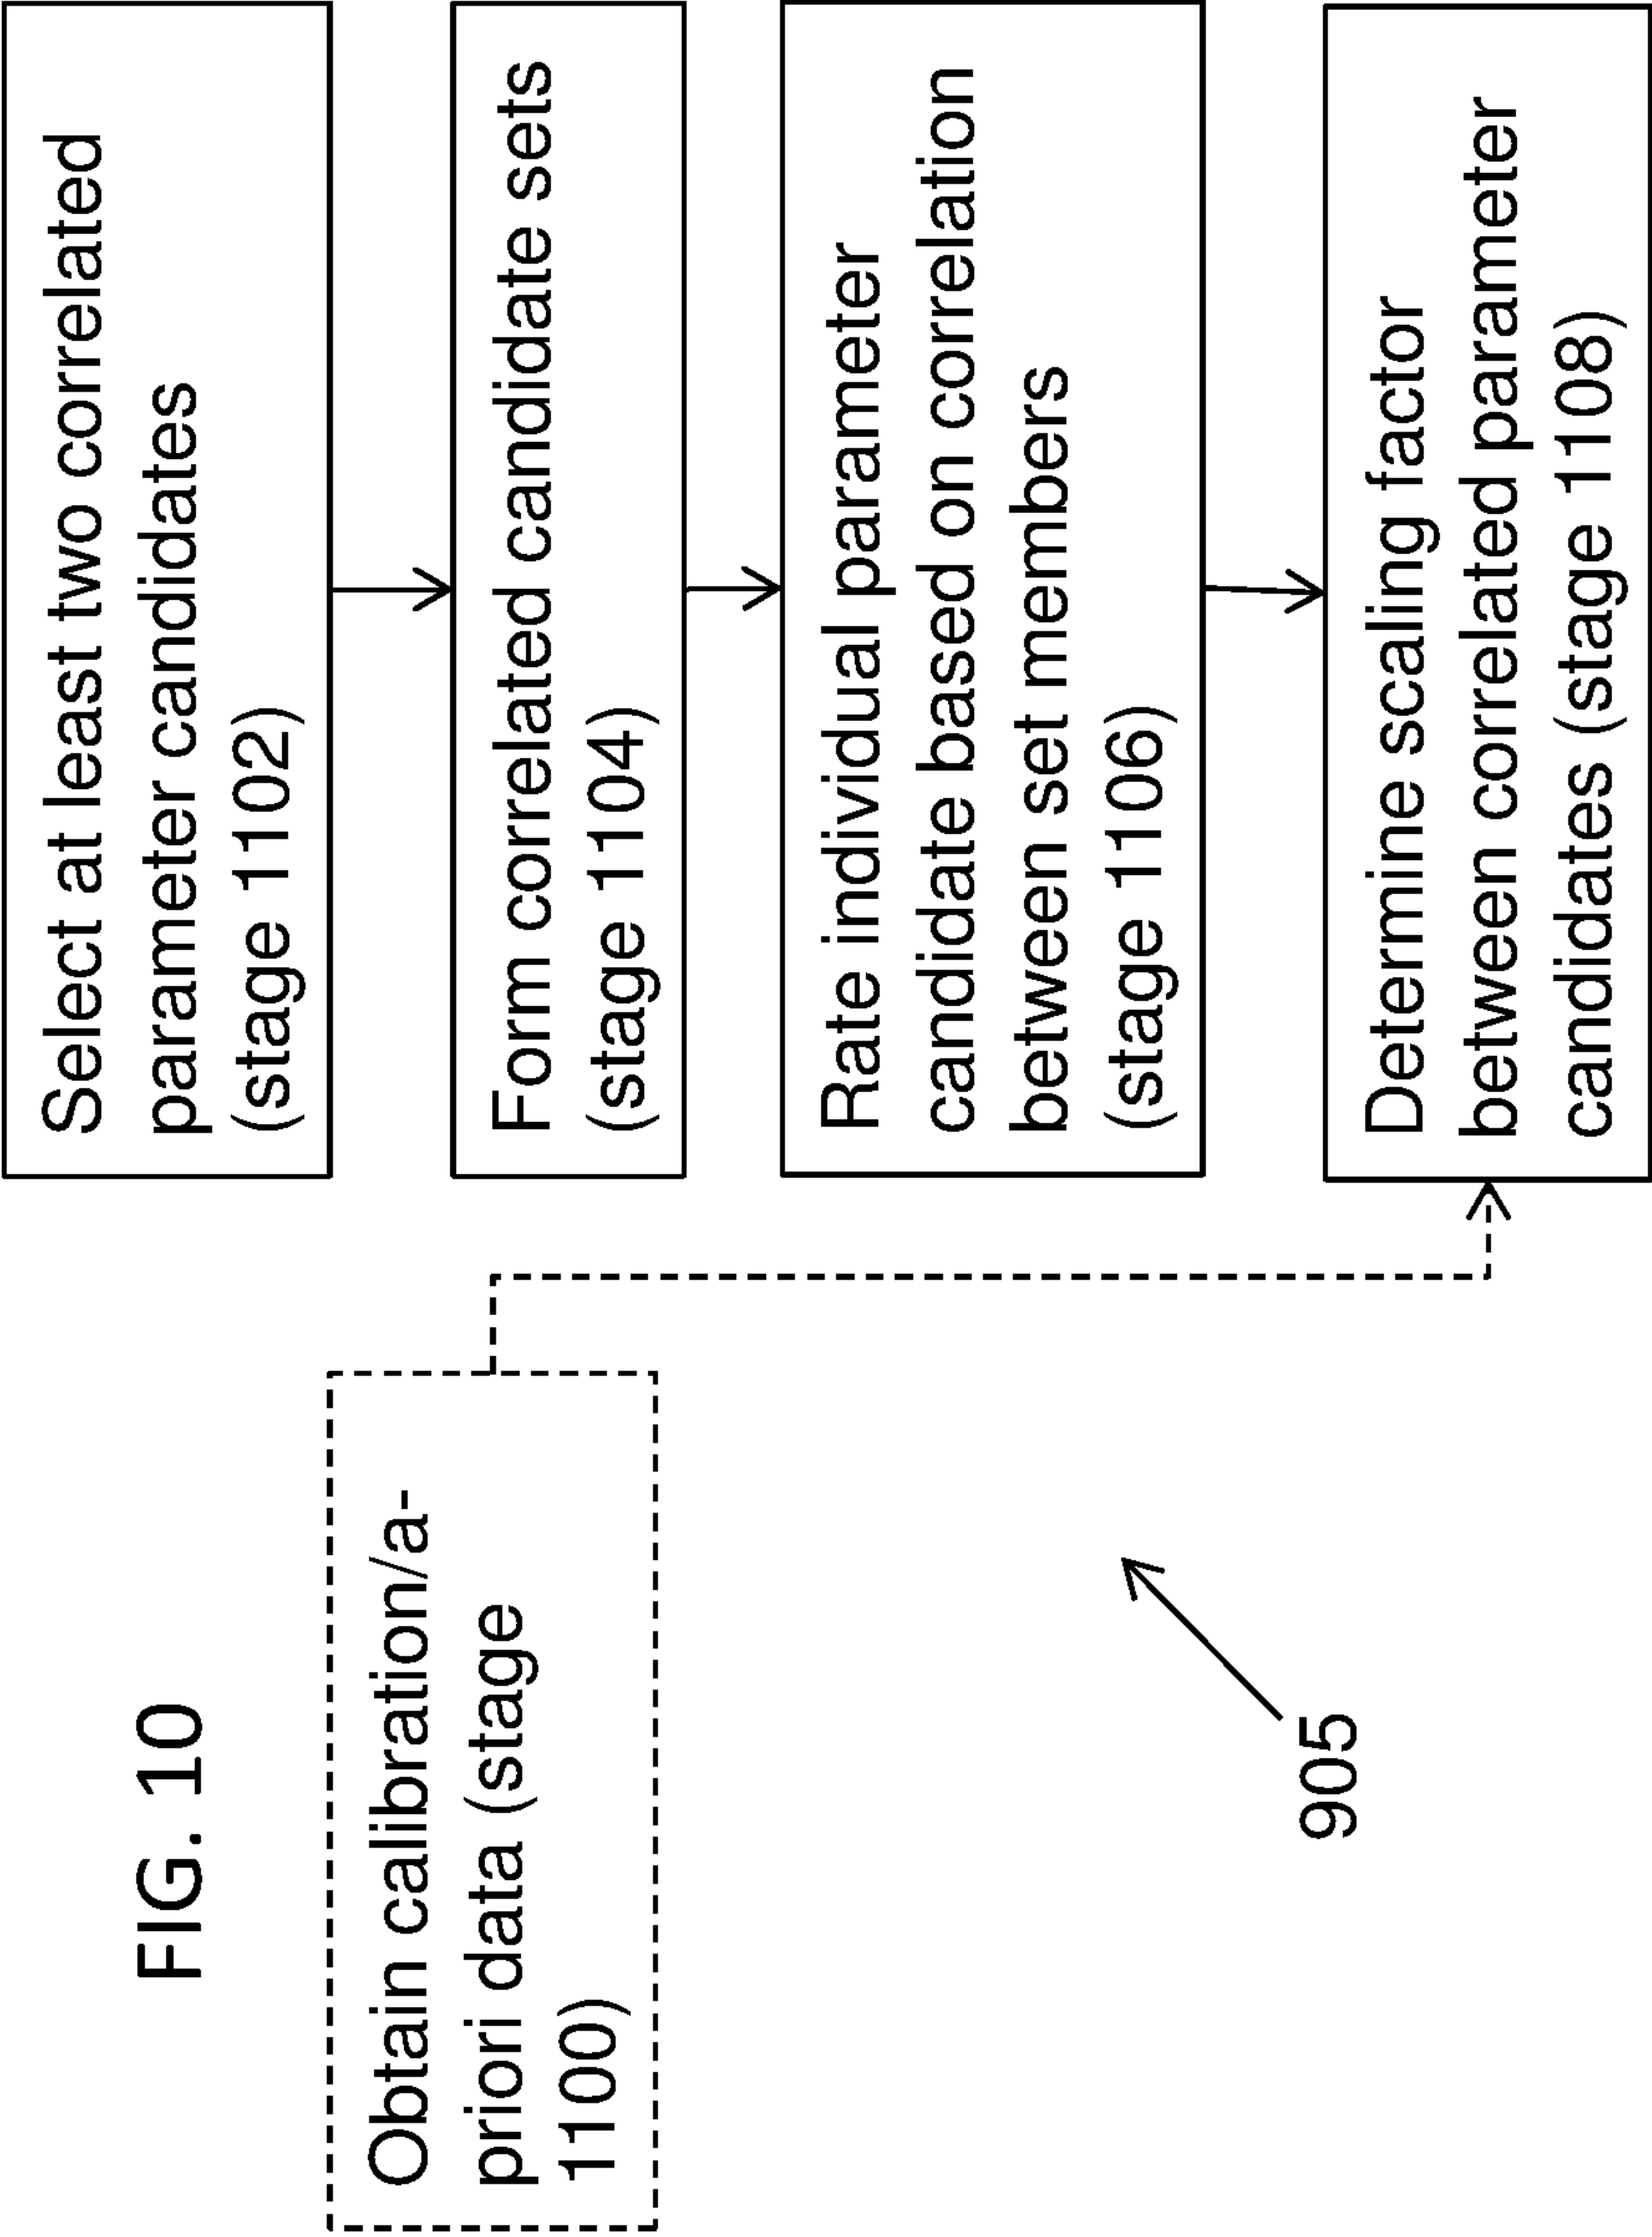 FIG. 10
Select at least two correlated
parameter candidates
(stage 1102)
Form correlated candidate sets
(stage 1104)
Rate individual parameter
candidate based on correlation
between set members
(stage 1106)
Determine scaling factor
between correlated parameter
candidates (stage 1108)
Obtain calibration/a-
priori data (stage
1100)
905